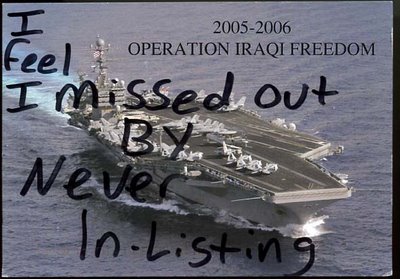 2005-2006
OPERATION IRAQI FREEDOM
I
Feel
I missed out
By
Never
In-Listing